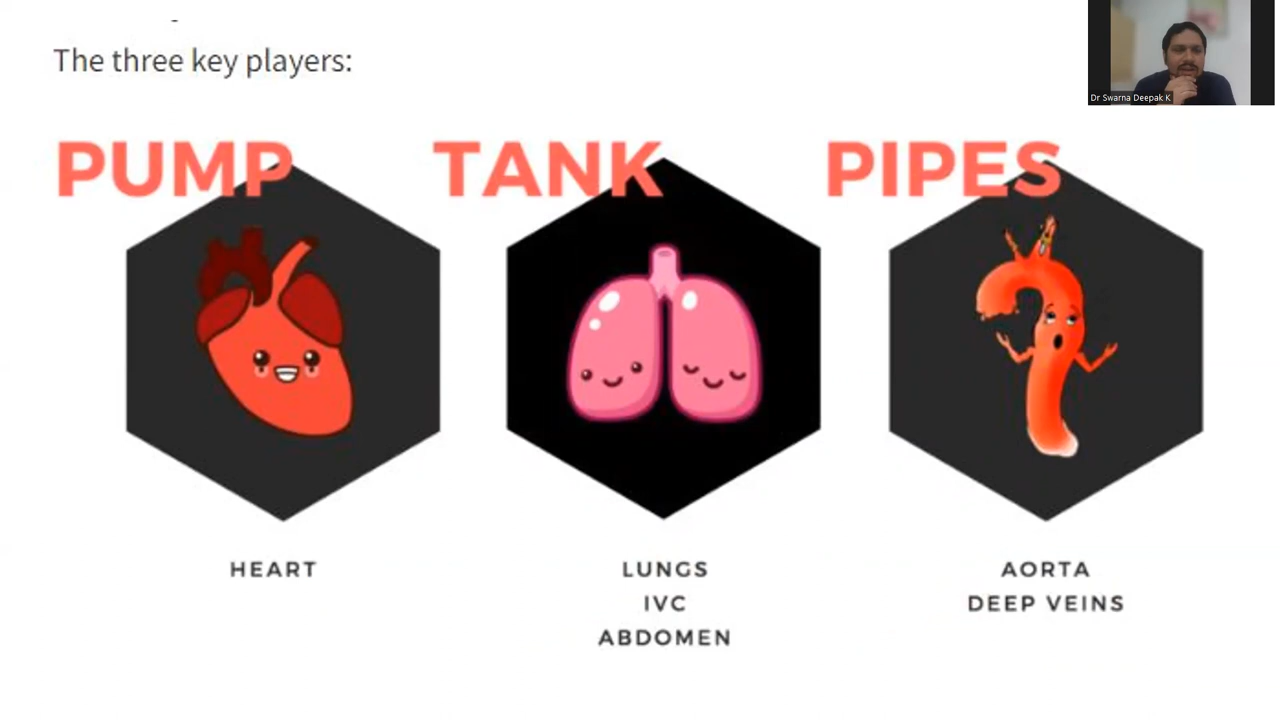 The three key players:
Dr Swarna Deepak K
PUMP
TANK
PIPES
HEART
LUNGS
IVC
ABDOMEN
AORTA
DEEP VEINS